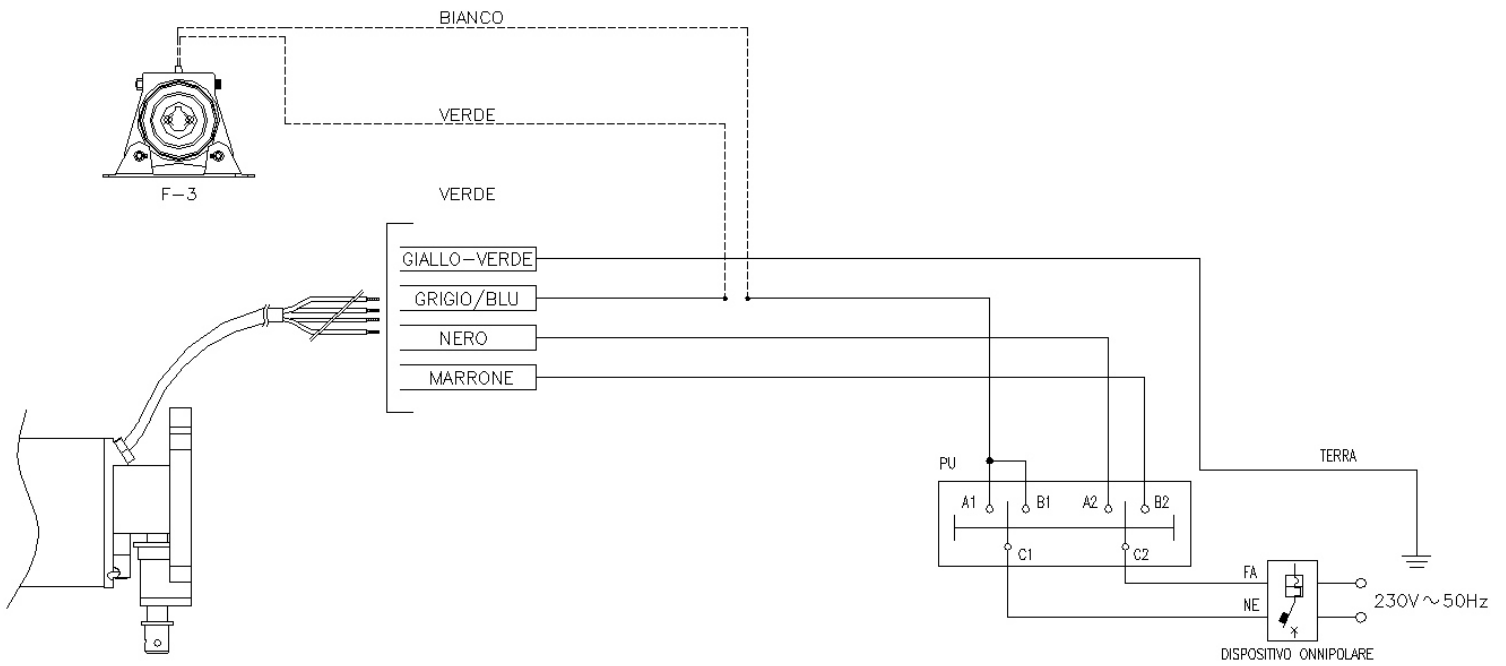 BIANCO
VERDE
F-3
VERDE
GIALLO-VERDE
GRIGIO/BLU
NERO
MARRONE
TERRA
PU
A1
B1
A2
B2
C1
C2
FA
NE
230V~50Hz
DISPOSITIVO ONNIPOLARE